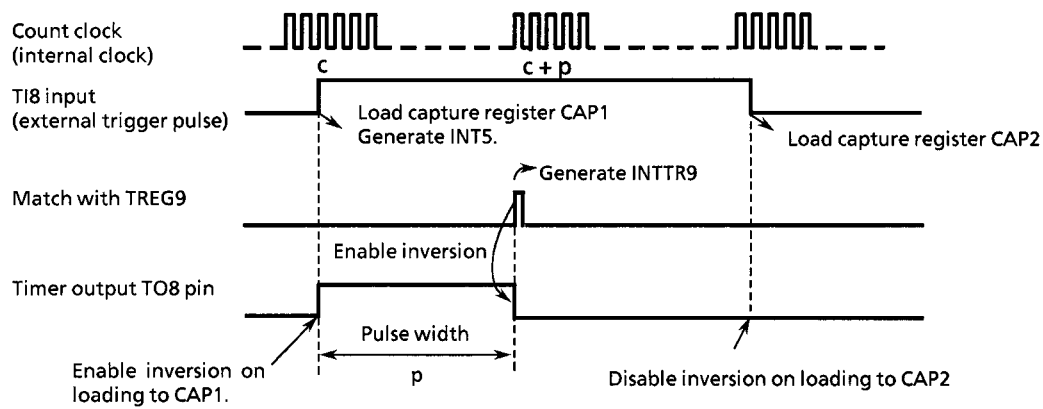 Count clock
(internal clock)
c
c + p
TI8 input
(external trigger pulse)
Load capture register CAP1
Generate INT5.
Load capture register CAP2
Generate INTTR9
Match with TREG9
Enable inversion
Timer output TO8 pin
Pulse width
p
Enable inversion on
loading to CAP1.
Disable inversion on loading to CAP2